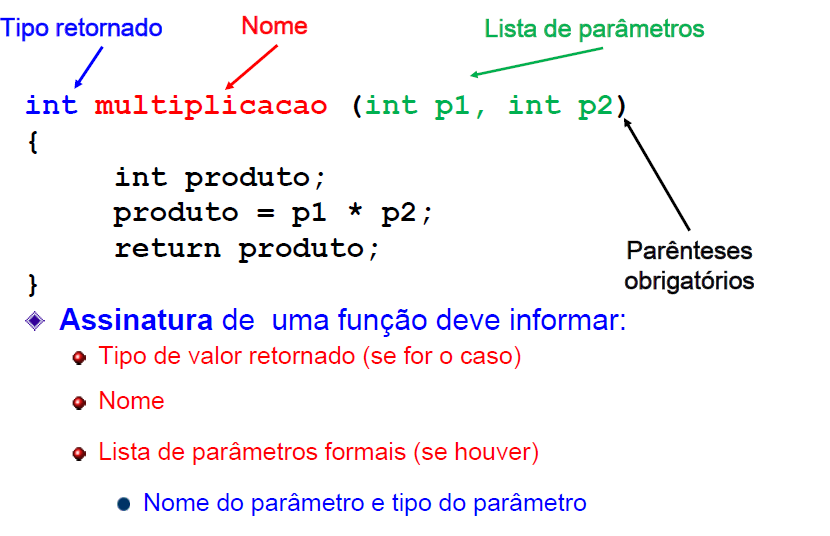 Tipo retornado
Nome
Lista de parâmetros
int multiplicacao (int p1, int p2)
{
int produto;
produto = p1 * p2;
return produto;
}
Parênteses
obrigatórios
Assinatura de uma função deve informar:
Tipo de valor retornado (se for o caso)
Nome
Lista de parâmetros formais (se houver)
Nome do parâmetro e tipo do parâmetro